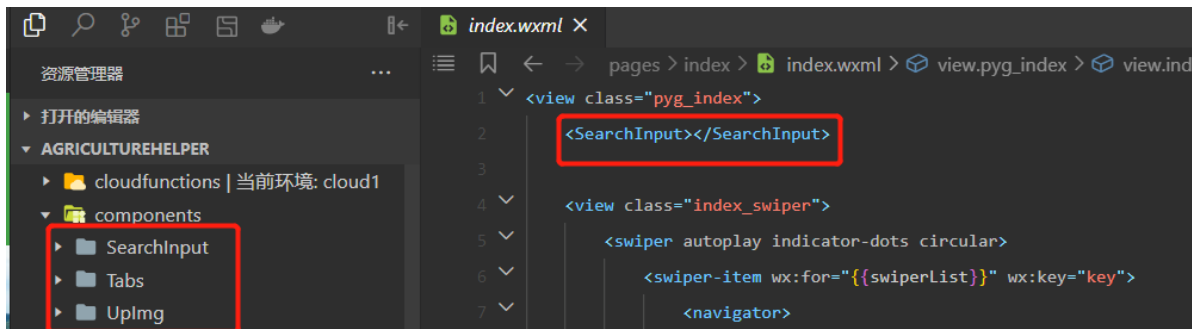 index.wxml
资源管理器
pages > index > index.wxml > view.pyg_index > view.ind
打开的编辑器
AGRICULTUREHELPER
cloudfunctions | 当前环境: cloud1
components
SearchInput
Tabs
UpImg
1 <view class="pyg_index">
2 <SearchInput></SearchInput>
3
4 <view class="index_swiper">
5 <swiper autoplay indicator-dots circular>
6 <swiper-item wx:for="{{swiperList}}" wx:key="key">
7 <navigator>